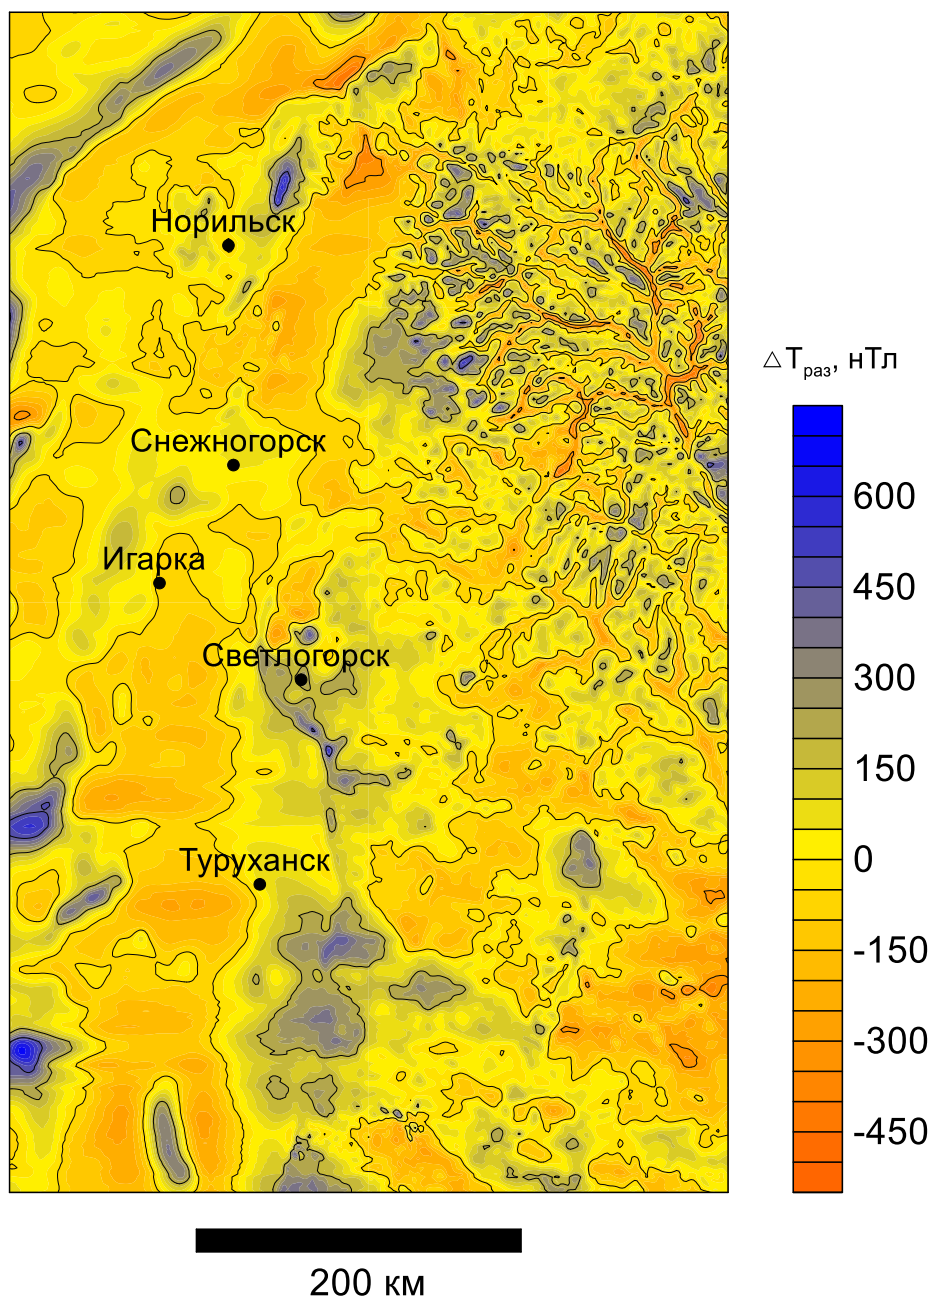 Норильск
Снежногорск
Игарка
Светлогорск
Туруханск
△Tраз, нТл
600
450
300
150
0
-150
-300
-450
200 км